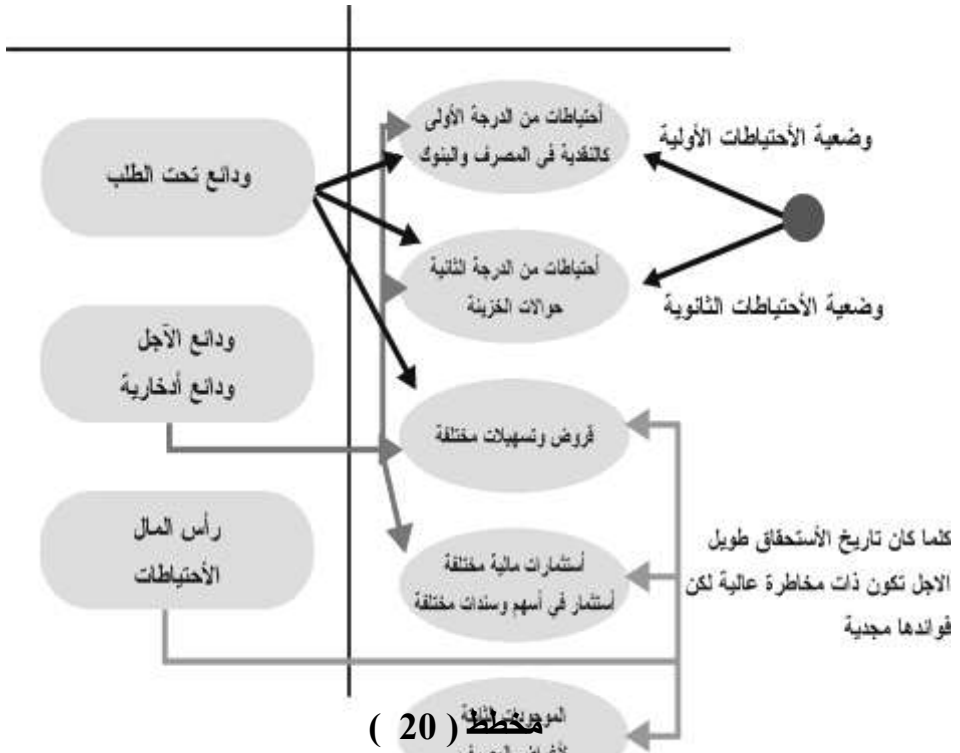 أحتياطات من الدرجة الأولى
كالنقدية في المصرف والبنوك
وضعية الأحتياطات الأولية
ودائع تحت الطلب
أحتياطات من الدرجة الثانية
حوالات الخزينة
وضعية الأحتياطات الثانوية
ودائع الآجل
ودائع أدخارية
قروض وتسهيلات مختلفة
رأس المال
الأحتياطات
أستثمارات مالية مختلفة
أستثمار في أسهم وسندات مختلفة
كلما كان تاريخ الأستحقاق طويل
الاجل تكون ذات مخاطرة عالية لكن
فوائدها مجدية
مخطط ( 20 )